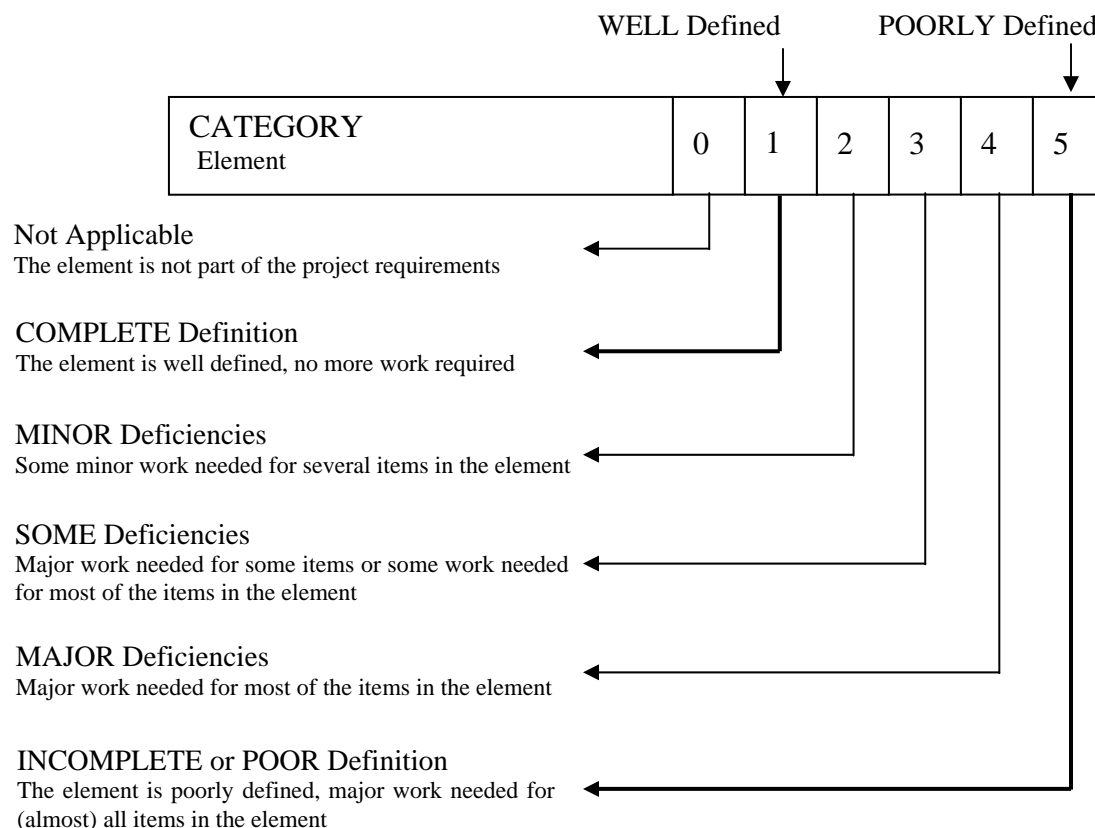 WELL Defined POORLY Defined
CATEGORY
Element
0 1 2 3 4 5
Not Applicable
The element is not part of the project requirements
COMPLETE Definition
The element is well defined, no more work required
MINOR Deficiencies
Some minor work needed for several items in the element
SOME Deficiencies
Major work needed for some items or some work needed
for most of the items in the element
MAJOR Deficiencies
Major work needed for most of the items in the element
INCOMPLETE or POOR Definition
The element is poorly defined, major work needed for
(almost) all items in the element